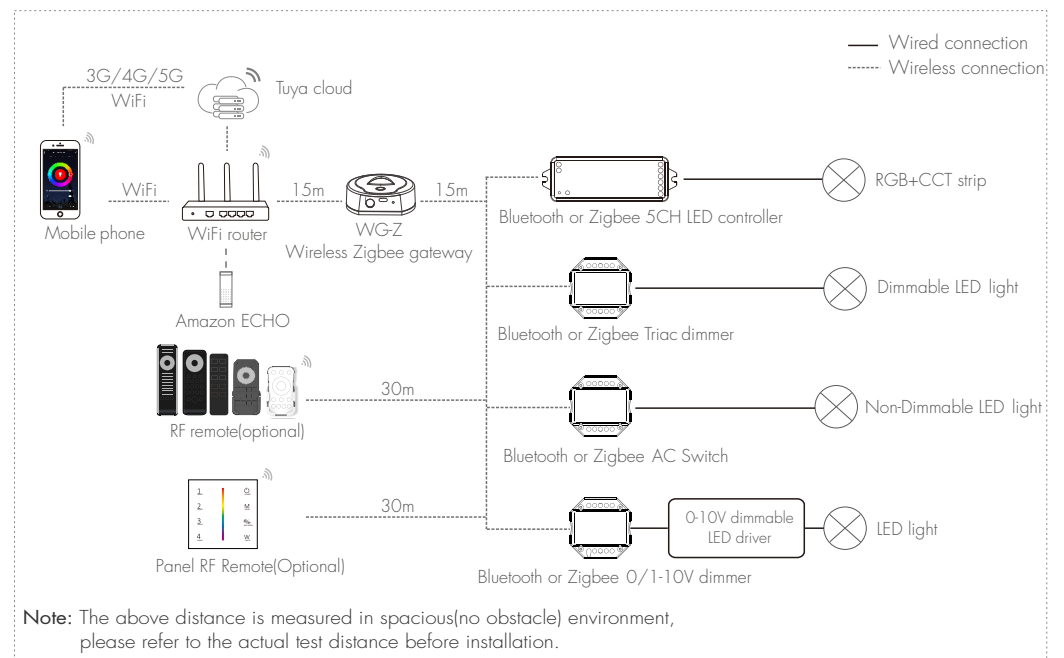 Wired connection
Wireless connection
3G/4G/5G
WiFi
Tuya cloud
WiFi
15m
15m
Mobile phone
WiFi router
WG-Z
Wireless Zigbee gateway
Amazon ECHO
Bluetooth or Zigbee 5CH LED controller
RGB+CCT strip
Bluetooth or Zigbee Triac dimmer
Dimmable LED light
RF remote(optional)
30m
Bluetooth or Zigbee AC Switch
Non-Dimmable LED light
1
2
M
3
4
W
Panel RF Remote(Optional)
30m
Bluetooth or Zigbee 0/1-10V dimmer
0-10V dimmable
LED driver
LED light
Note: The above distance is measured in spacious(no obstacle) environment,
please refer to the actual test distance before installation.